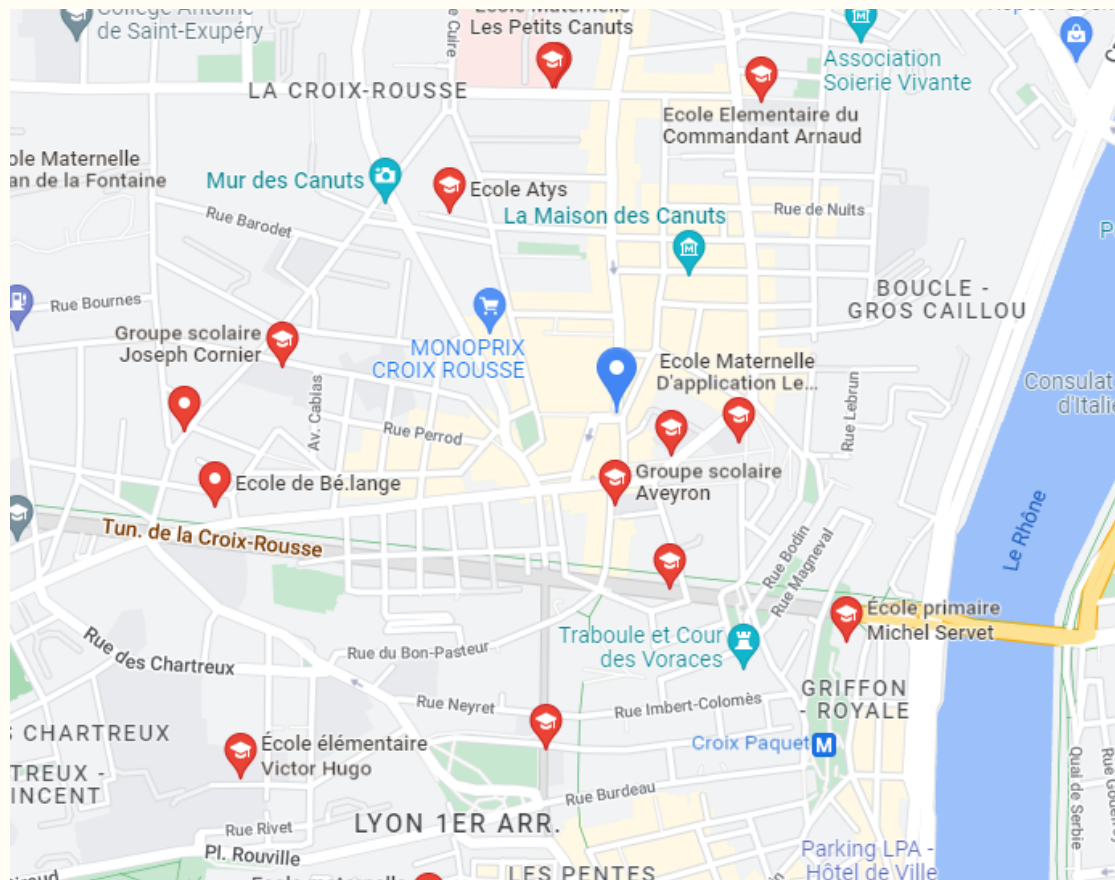 College Antoine
de Saint-Exupéry
Ecole Maternelle
Les Petits Canuts
Cuire
Association
Soierie Vivante
LA CROIX-ROUSSE
Ecole Elementaire du
Commandant Arnaud
ole Maternelle
an de la Fontaine
Mur des Canuts
Ecole Atys
La Maison des Canuts
Rue de Nuits
Rue Barodet
BOUCLE -
GROS CAILLOU
Rue Bournes
Groupe scolaire
Joseph Cornier
MONOPRIX
CROIX ROUSSE
Ecole Maternelle
D'application Le...
Consulat
d'Italie
Av. Cabias
Rue Perrod
Rue Lebrun
Ecole de Bé.lange
Groupe scolaire
Aveyron
Tun. de la Croix-Rousse
Le Rhône
Rue Bodin
Rue Magneval
École primaire
Michel Servet
Traboule et Cour
des Voraces
Rue des Chartreux
Rue du Bon-Pasteur
GRIFFON
- ROYALE
Rue Neyret
Rue Imbert-Colomès
S CHARTREUX
École élémentaire
Victor Hugo
Croix Paquet
M
TREUX -
INCENT
Quai de Serbie
Rue Burdeau
Rue Rivet
LYON 1ER ARR.
Pl. Rouville
Parking LPA -
Hôtel de Ville
LES PENTES